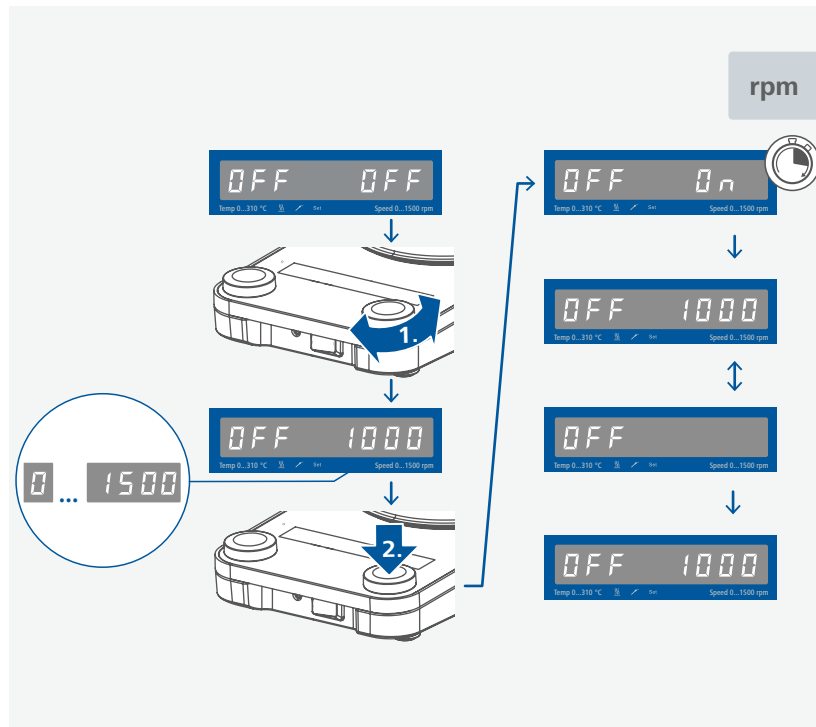 rpm
OFF OFF
Temp 0...310 °C Set Speed 0...1500 rpm
1.
OFF 1000
Temp 0...310 °C Set Speed 0...1500 rpm
0 ... 1500
2.
OFF On
Temp 0...310 °C Set Speed 0...1500 rpm
OFF 1000
Temp 0...310 °C Set Speed 0...1500 rpm
OFF
Temp 0...310 °C Set Speed 0...1500 rpm
OFF 1000
Temp 0...310 °C Set Speed 0...1500 rpm